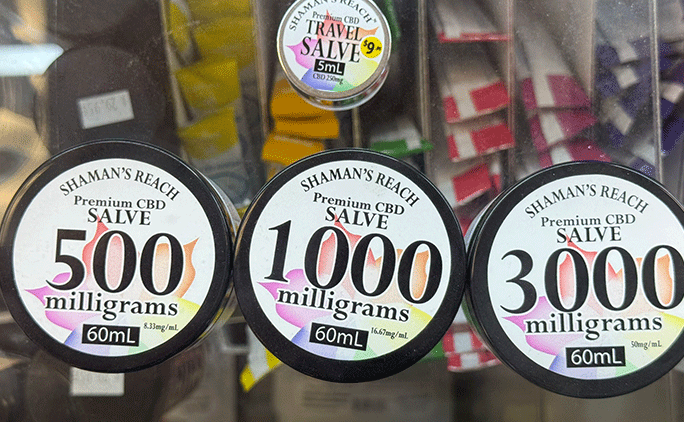 SHAMAN'S REACH
Premium CBD
TRAVEL
SALVE
$9.99
5mL
CBD 250mg
SHAMAN'S REACH
Premium CBD
SALVE
500
milligrams
60mL
8.33mg/mL
SHAMAN'S REACH
Premium CBD
SALVE
1000
milligrams
60mL
16.67mg/mL
SHAMAN'S REACH
Premium CBD
SALVE
3000
milligrams
60mL
50mg/mL